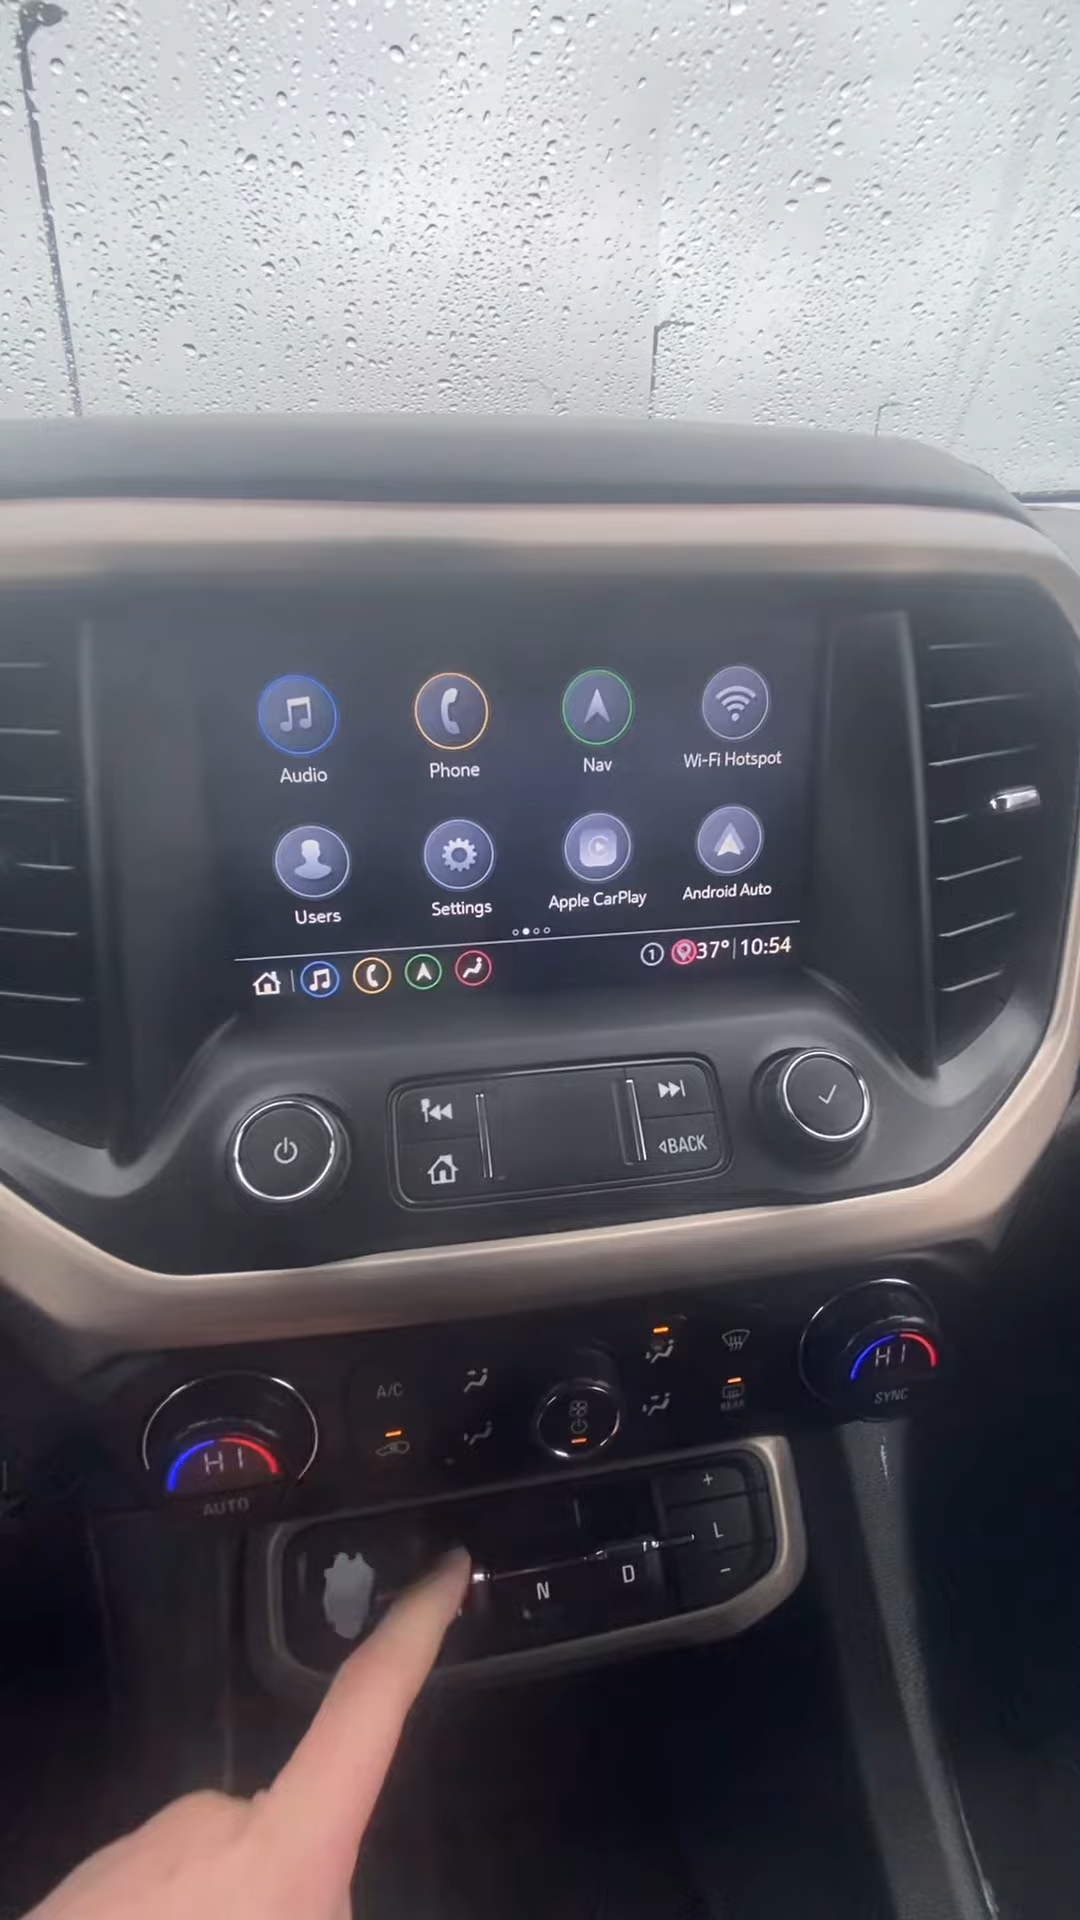 Audio Phone Nav Wi-Fi Hotspot
Users Settings Apple CarPlay Android Auto
1 37° 10:54
BACK
HI
SYNC
A/C
REAR
HI
AUTO
+
L
N D −